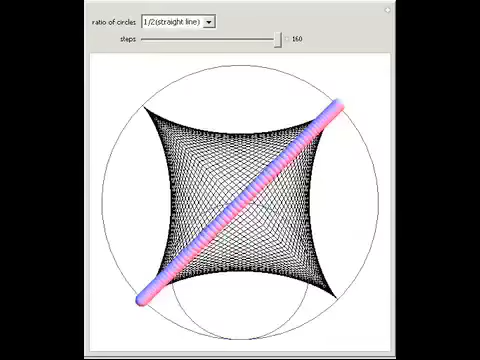 ratio of circles 1/2(straight line)
steps 160